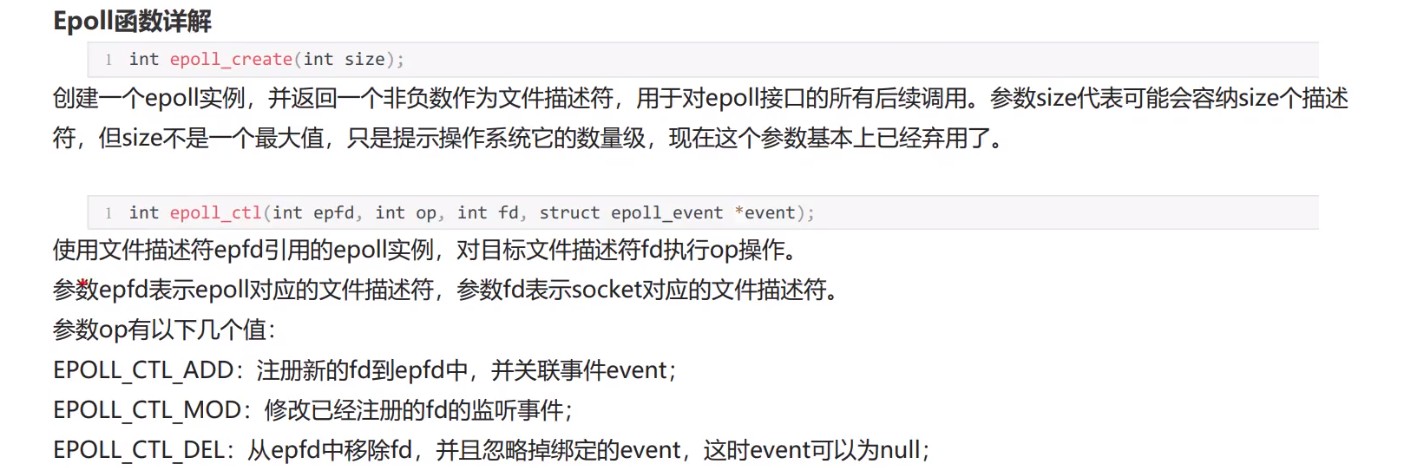 Epoll函数详解
1 int epoll_create(int size);
创建一个epoll实例，并返回一个非负数作为文件描述符，用于对epoll接口的所有后续调用。参数size代表可能会容纳size个描述
符，但size不是一个最大值，只是提示操作系统它的数量级，现在这个参数基本上已经弃用了。
1 int epoll_ctl(int epfd, int op, int fd, struct epoll_event *event);
使用文件描述符epfd引用的epoll实例，对目标文件描述符fd执行op操作。
参数epfd表示epoll对应的文件描述符，参数fd表示socket对应的文件描述符。
参数op有以下几个值：
EPOLL_CTL_ADD：注册新的fd到epfd中，并关联事件event；
EPOLL_CTL_MOD：修改已经注册的fd的监听事件；
EPOLL_CTL_DEL：从epfd中移除fd，并且忽略掉绑定的event，这时event可以为null；